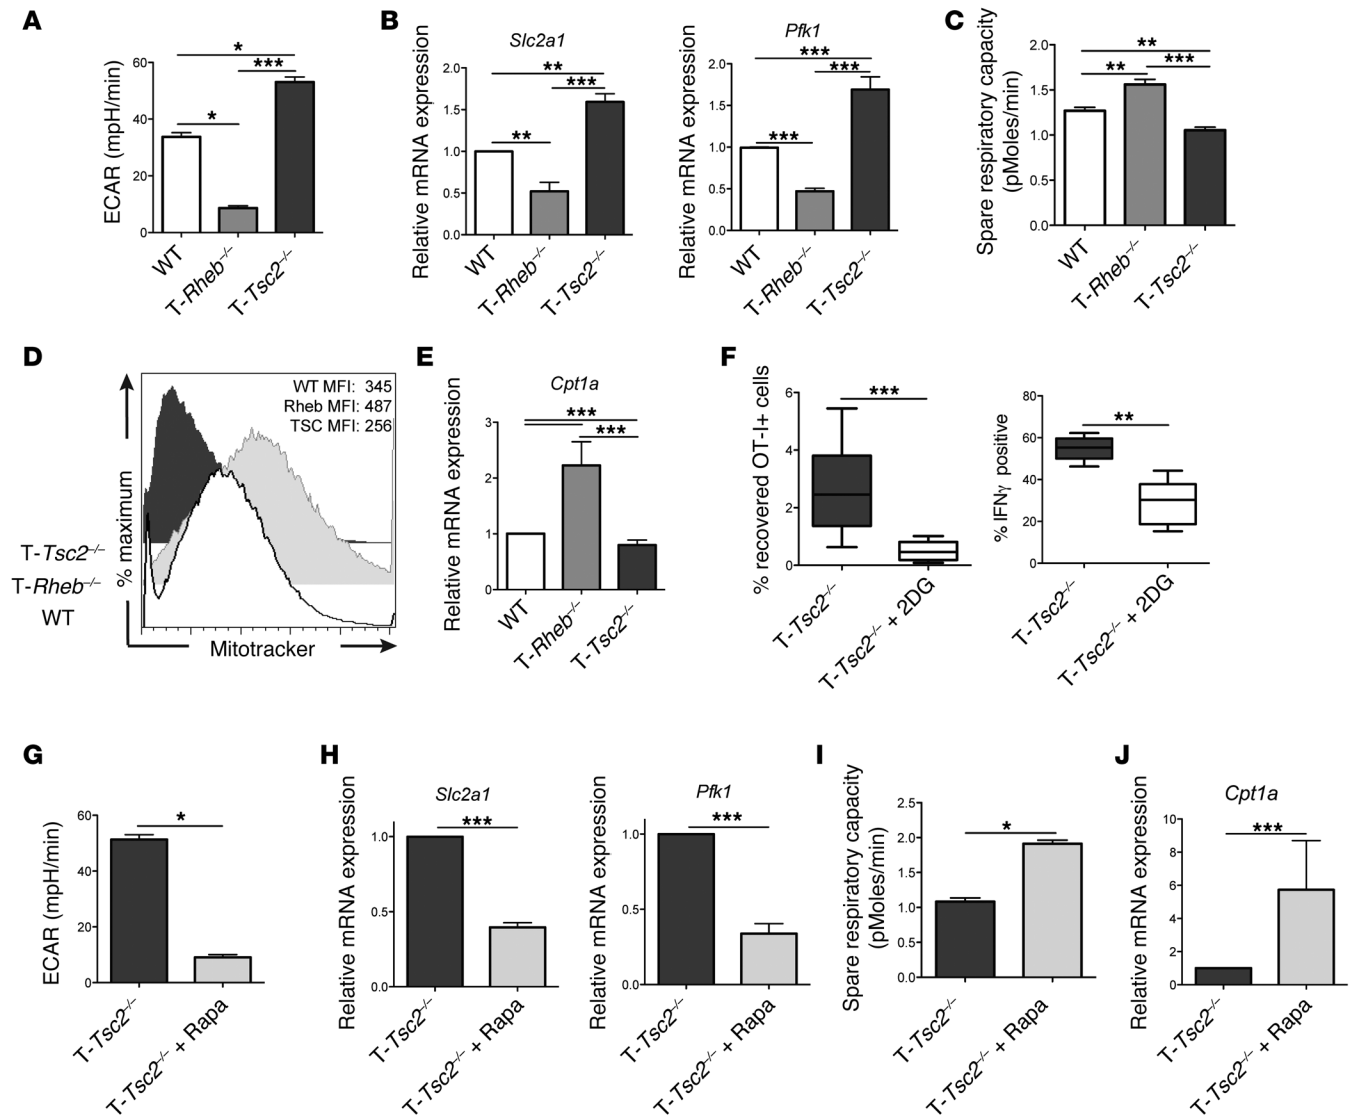 A
ECAR (mpH/min)
60
40
20
0
*
***
*
WT
T-Rheb–/–
T-Tsc2–/–
B
Slc2a1
Relative mRNA expression
2.0
1.5
1.0
0.5
0.0
**
***
**
WT
T-Rheb–/–
T-Tsc2–/–
Pfk1
Relative mRNA expression
2.0
1.5
1.0
0.5
0.0
***
***
***
WT
T-Rheb–/–
T-Tsc2–/–
C
Spare respiratory capacity
(pMoles/min)
2.0
1.5
1.0
0.5
0.0
**
**
***
WT
T-Rheb–/–
T-Tsc2–/–
D
WT MFI: 345
Rheb MFI: 487
TSC MFI: 256
% maximum
T-Tsc2–/–
T-Rheb–/–
WT
Mitotracker
E
Cpt1a
Relative mRNA expression
3
2
1
0
***
***
WT
T-Rheb–/–
T-Tsc2–/–
F
% recovered OT-I+ cells
6
4
2
0
***
T-Tsc2–/–
T-Tsc2–/– + 2DG
% IFNγ positive
80
60
40
20
0
**
T-Tsc2–/–
T-Tsc2–/– + 2DG
G
ECAR (mpH/min)
60
40
20
0
*
T-Tsc2–/–
T-Tsc2–/– + Rapa
H
Slc2a1
Relative mRNA expression
1.0
0.5
0.0
***
T-Tsc2–/–
T-Tsc2–/– + Rapa
Pfk1
Relative mRNA expression
1.0
0.5
0.0
***
T-Tsc2–/–
T-Tsc2–/– + Rapa
I
Spare respiratory capacity
(pMoles/min)
2.5
2.0
1.5
1.0
0.5
0.0
*
T-Tsc2–/–
T-Tsc2–/– + Rapa
J
Cpt1a
Relative mRNA expression
10
8
6
4
2
0
***
T-Tsc2–/–
T-Tsc2–/– + Rapa